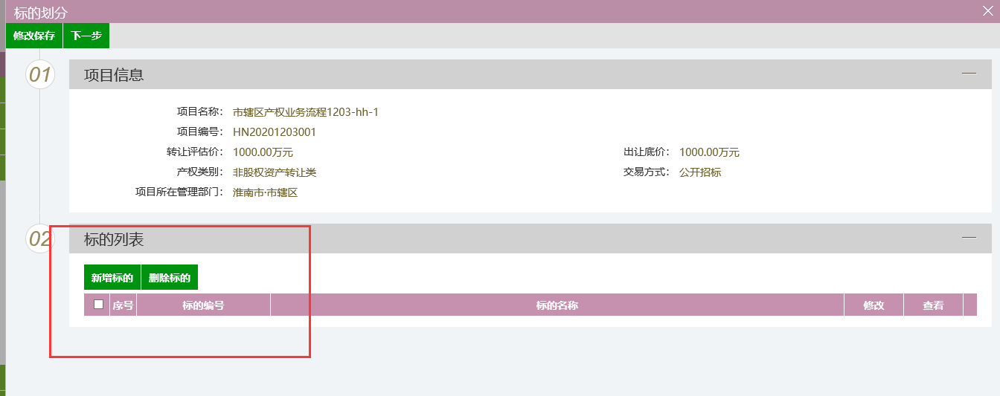 标的划分
修改保存 下一步
01 项目信息
项目名称： 市辖区产权业务流程1203-hh-1
项目编号： HN20201203001
转让评估价： 1000.00万元 出让底价： 1000.00万元
产权类别： 非股权资产转让类 交易方式： 公开招标
项目所在管理部门： 淮南市·市辖区
02 标的列表
新增标的 删除标的
序号 标的编号 标的名称 修改 查看